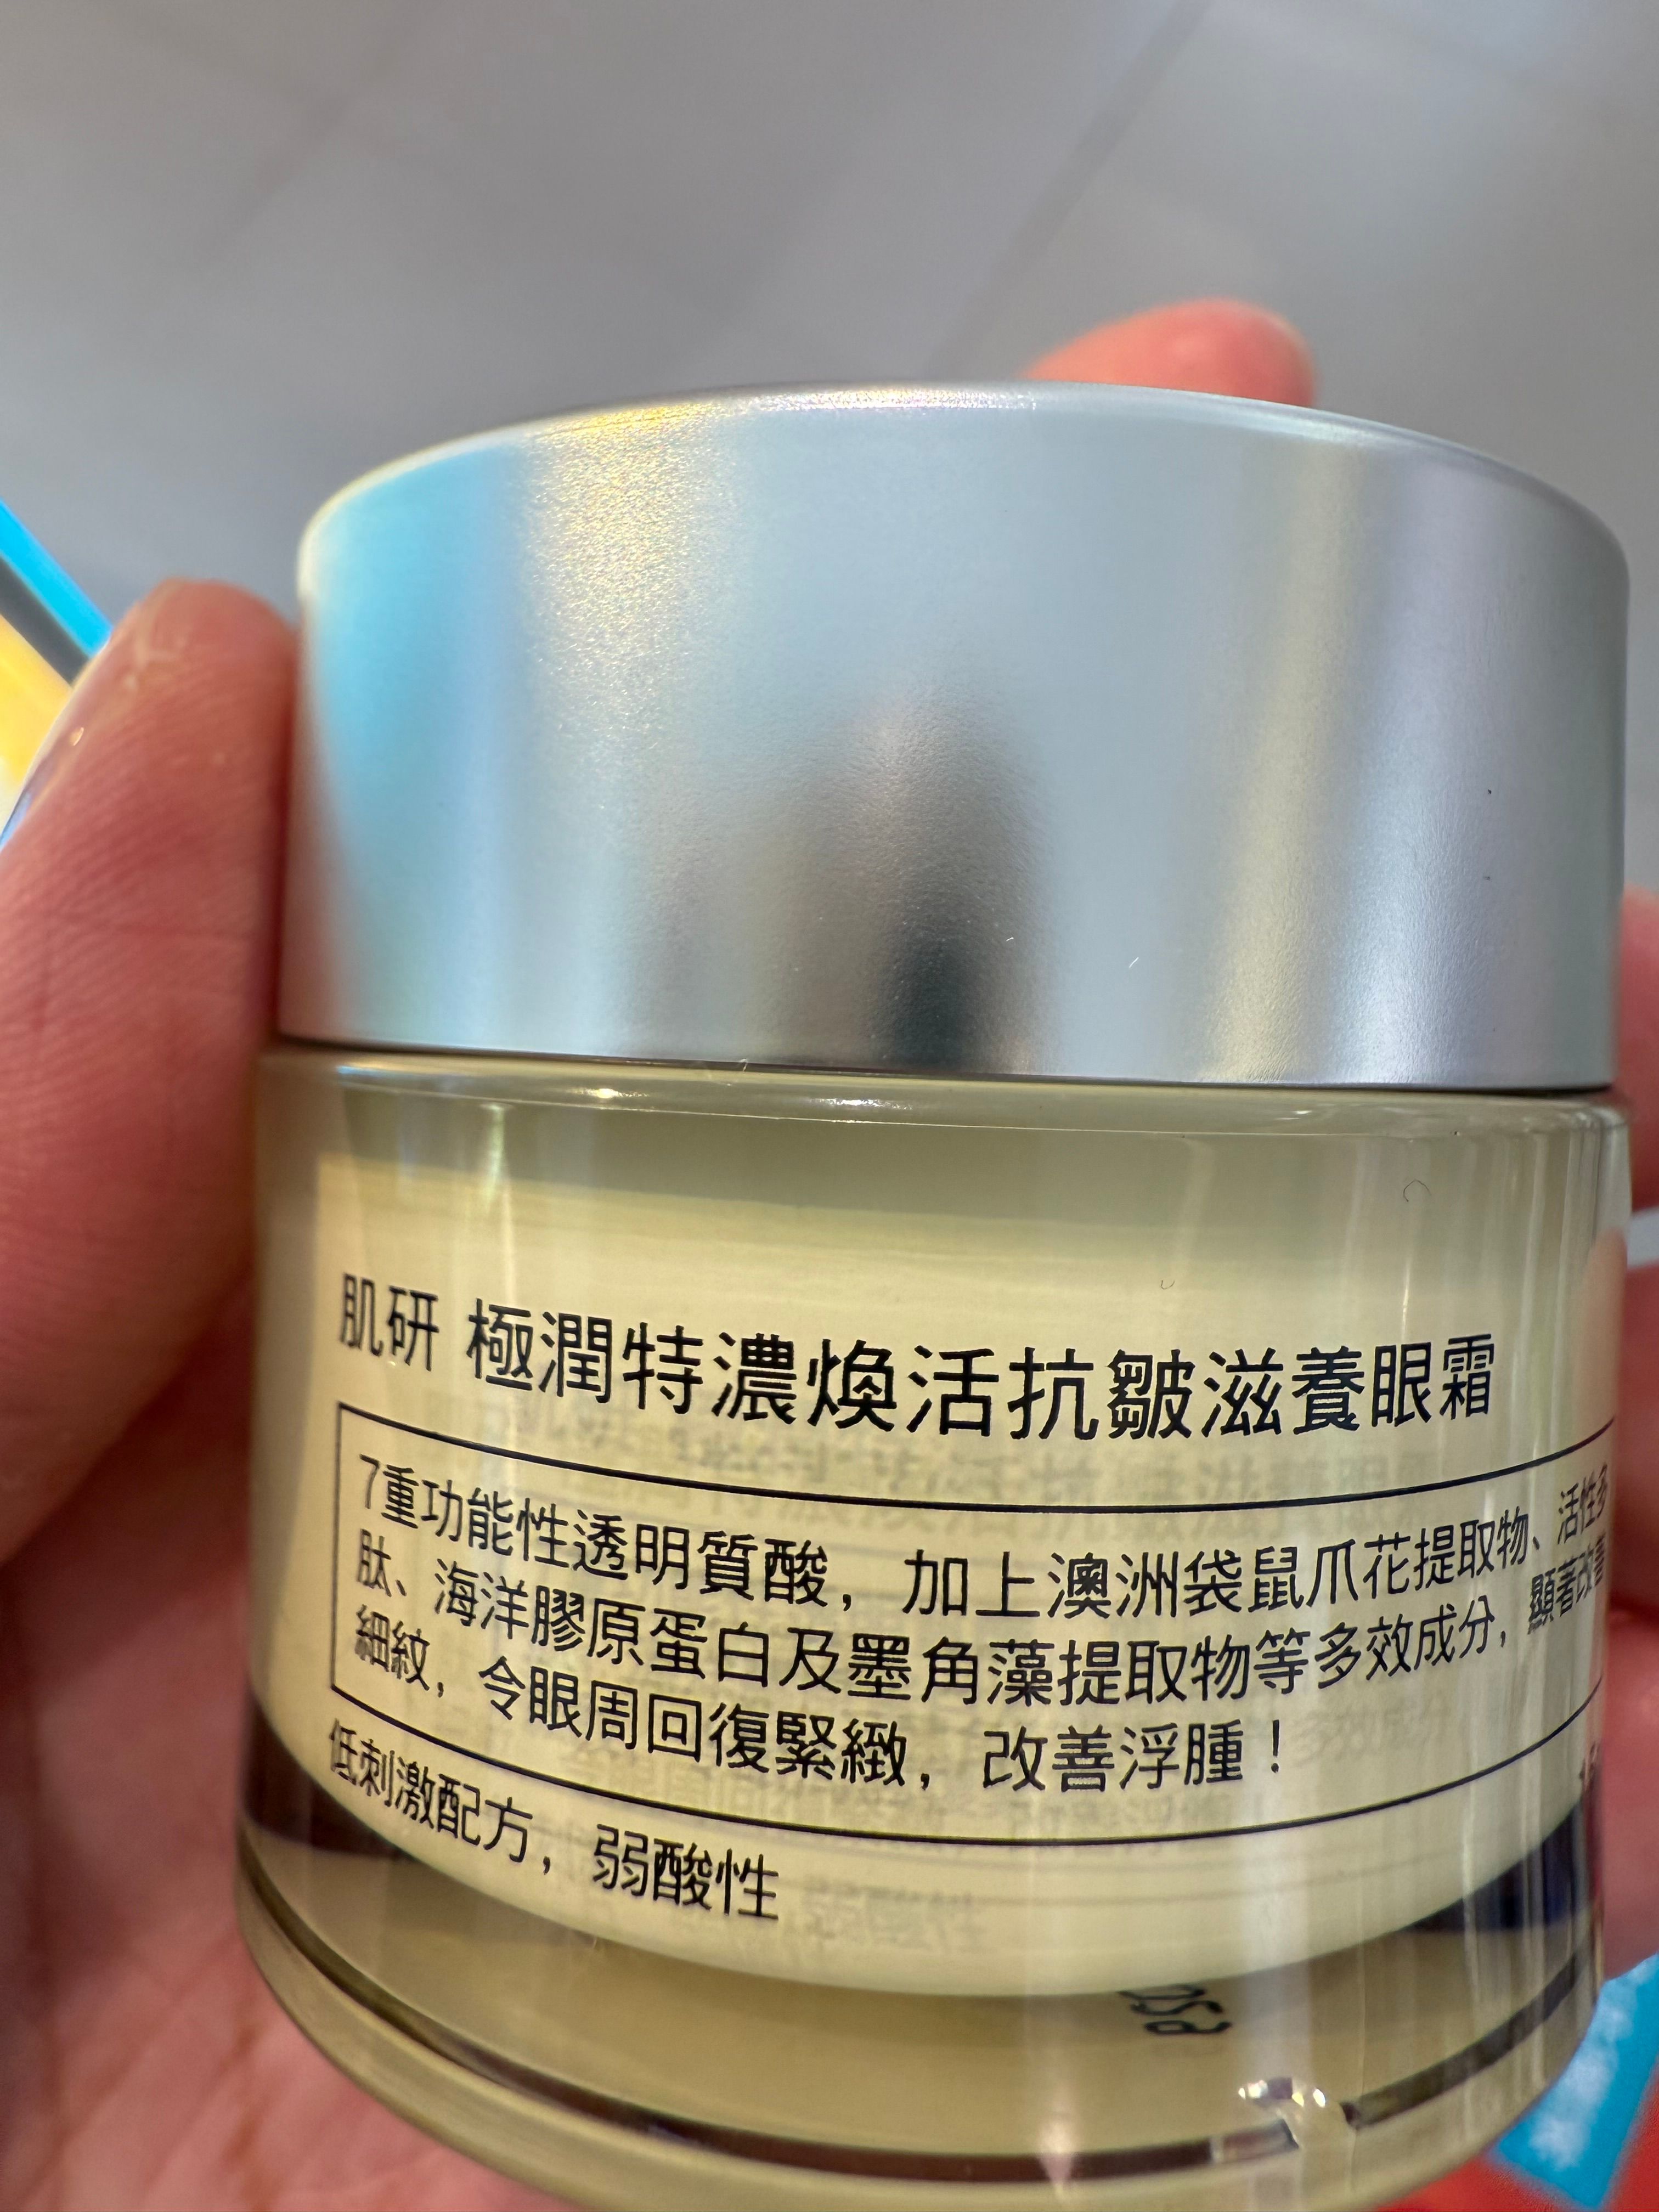 肌研 極潤特濃煥活抗皺滋養眼霜
7重功能性透明質酸，加上澳洲袋鼠爪花提取物、活性多
肽、海洋膠原蛋白及墨角藻提取物等多效成分，顯著改善
細紋，令眼周回復緊緻，改善浮腫！
低刺激配方，弱酸性